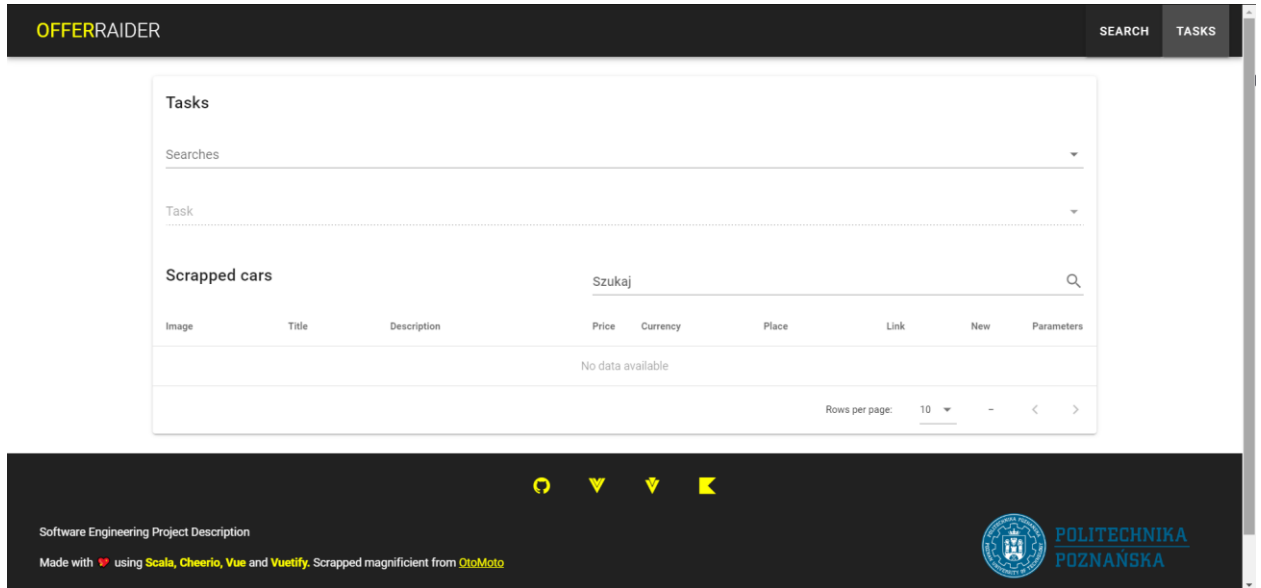 OFFERRAIDER
SEARCH TASKS
Tasks
Searches
Task
Scrapped cars
Szukaj
Image Title Description Price Currency Place Link New Parameters
No data available
Rows per page: 10 –
Software Engineering Project Description
Made with using Scala, Cheerio, Vue and Vuetify. Scrapped magnificient from OtoMoto
POLITECHNIKA
POZNAŃSKA